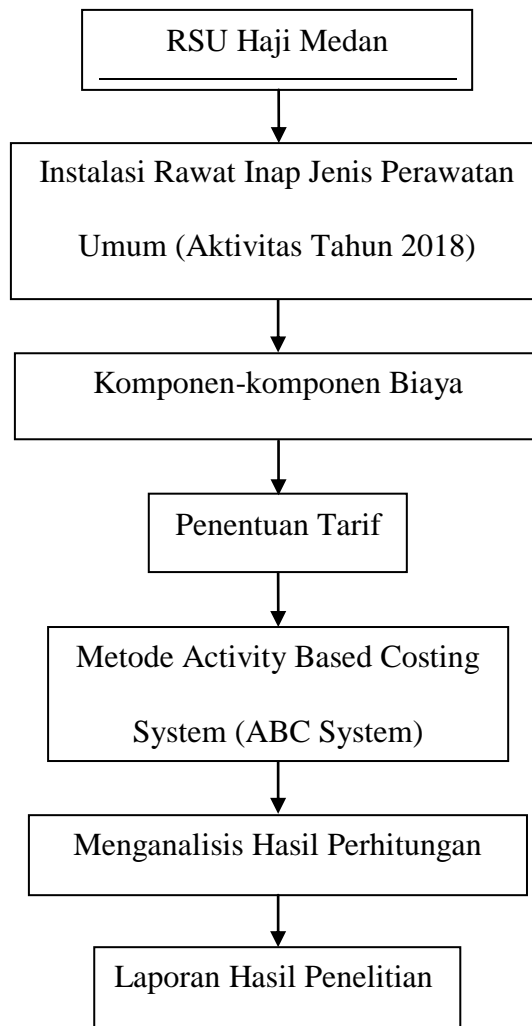 RSU Haji Medan
Instalasi Rawat Inap Jenis Perawatan
Umum (Aktivitas Tahun 2018)
Komponen-komponen Biaya
Penentuan Tarif
Metode Activity Based Costing
System (ABC System)
Menganalisis Hasil Perhitungan
Laporan Hasil Penelitian